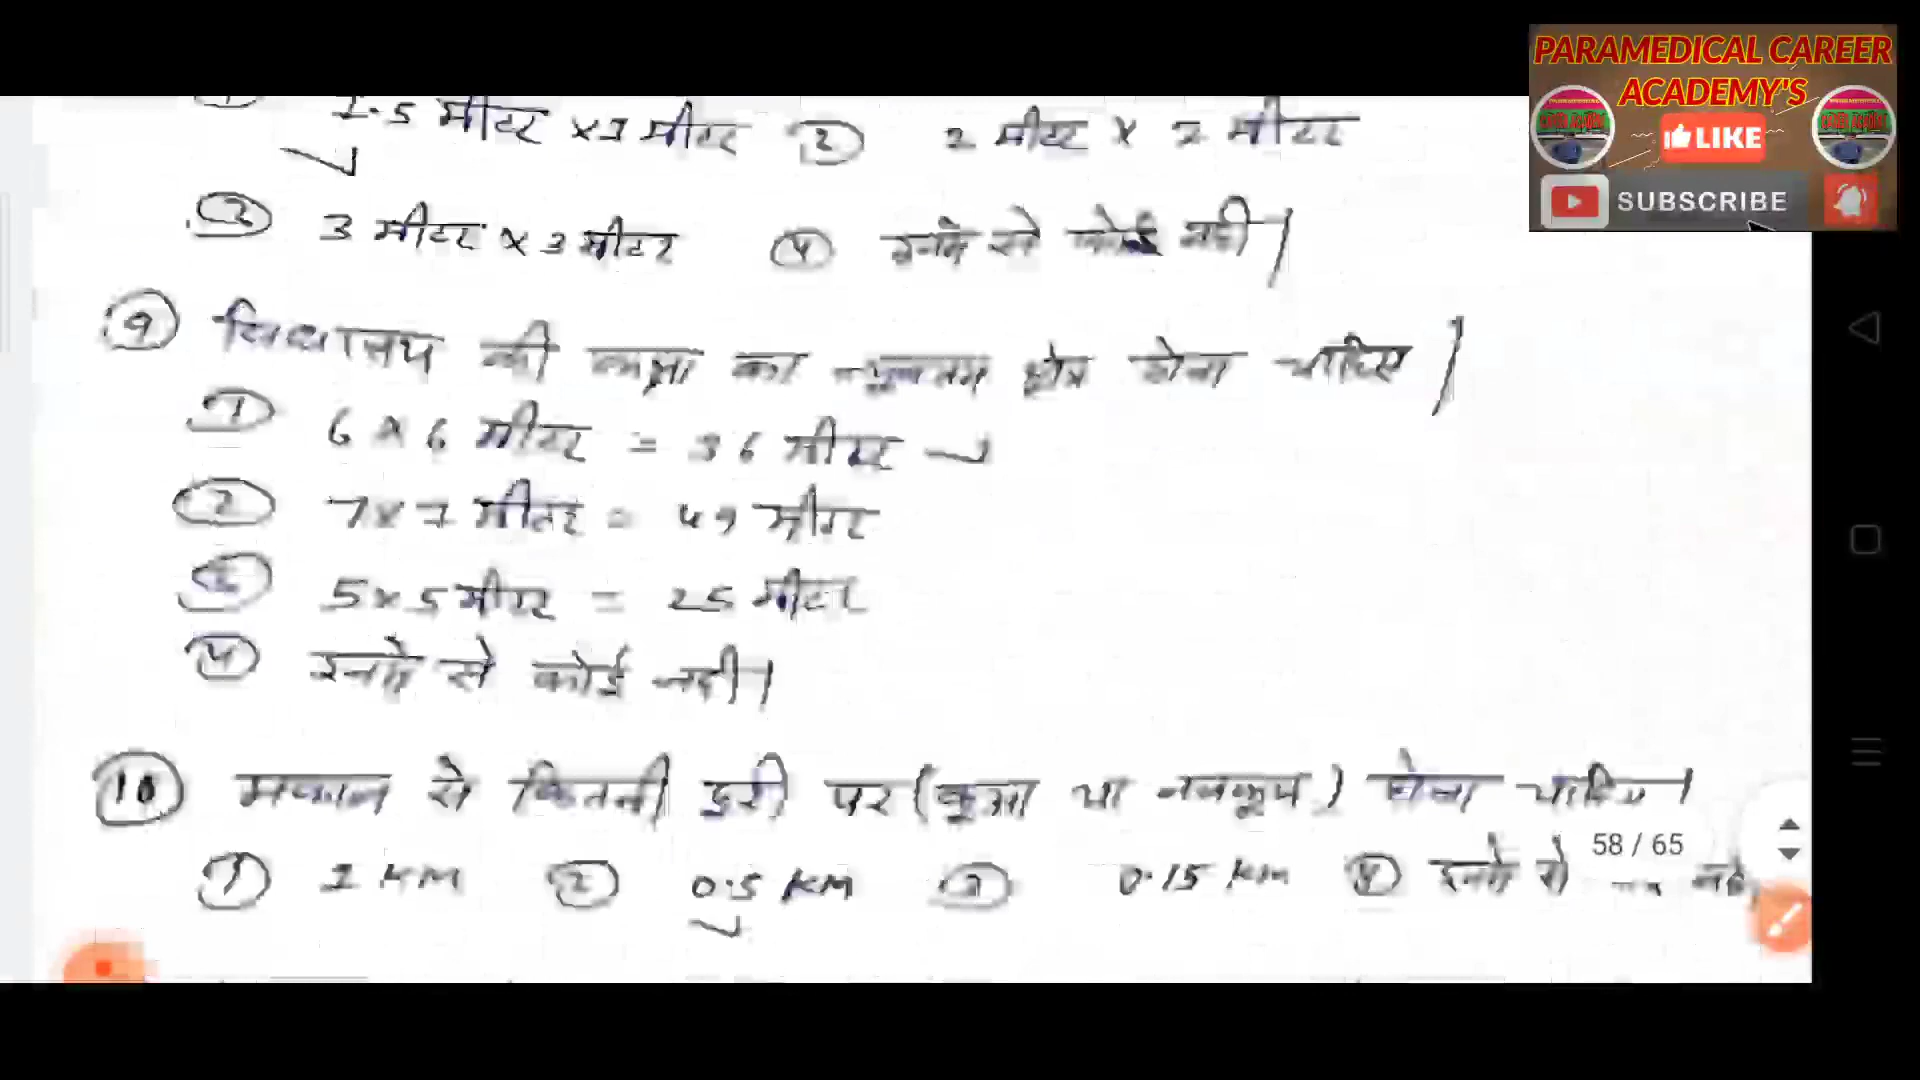 1.5 मीटर × 1 मीटर ② 2 मीटर × 2 मीटर
3 मीटर × 3 मीटर ④ इनमे से कोई नही।
⑨ विधालय की कक्षा का न्यूनतम क्षेत्र होना चाहिए।
① 6 × 6 मीटर = 36 मीटर
② 7 × 7 मीटर = 49 मीटर
③ 5 × 5 मीटर = 25 मीटर
④ इनमे से कोई नही।
⑩ मकान से कितनी दुरी पर (कुआ या नलकूप) होना चाहिए।
① 1 KM ② 0.5 KM ③ 0.15 KM ④ इनमे से
58 / 65
PARAMEDICAL CAREER
ACADEMY'S
LIKE
SUBSCRIBE